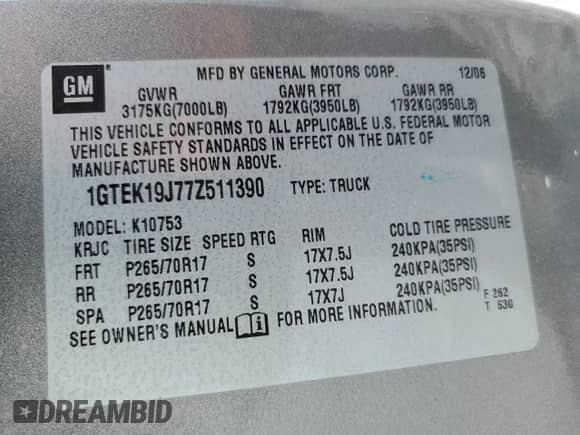 GM ®
MFD BY GENERAL MOTORS CORP. 12/06
GVWR GAWR FRT GAWR RR
3175KG(7000LB) 1792KG(3950LB) 1792KG(3950LB)
THIS VEHICLE CONFORMS TO ALL APPLICABLE U.S. FEDERAL MOTOR
VEHICLE SAFETY STANDARDS IN EFFECT ON THE DATE OF
MANUFACTURE SHOWN ABOVE.
1GTEK19J77Z511390 TYPE: TRUCK
MODEL: K10753
KRJC TIRE SIZE SPEED RTG RIM COLD TIRE PRESSURE
FRT P265/70R17 S 17X7.5J 240KPA(35PSI)
RR P265/70R17 S 17X7.5J 240KPA(35PSI)
SPA P265/70R17 S 17X7J 240KPA(35PSI)
SEE OWNER'S MANUAL FOR MORE INFORMATION.
F 262
T 530
DREAMBID